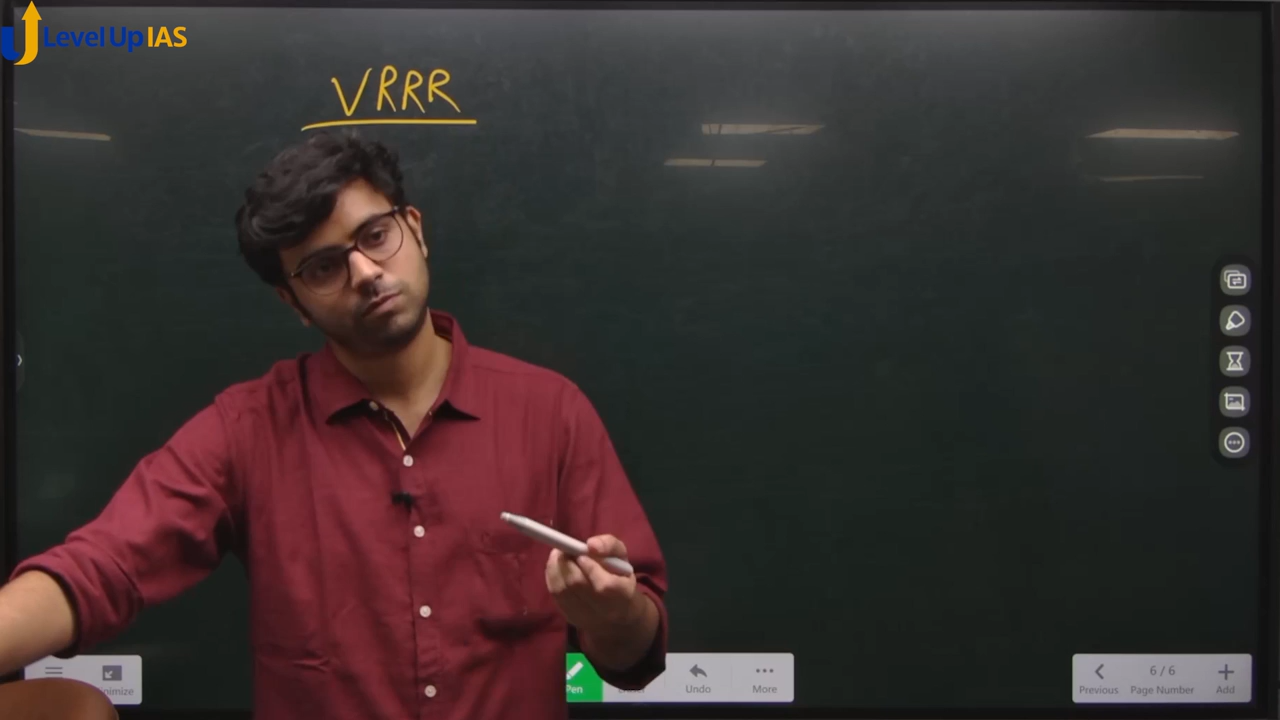 Level Up IAS
VRRR
Pen
Undo
More
Previous
6/6
Page Number
Add